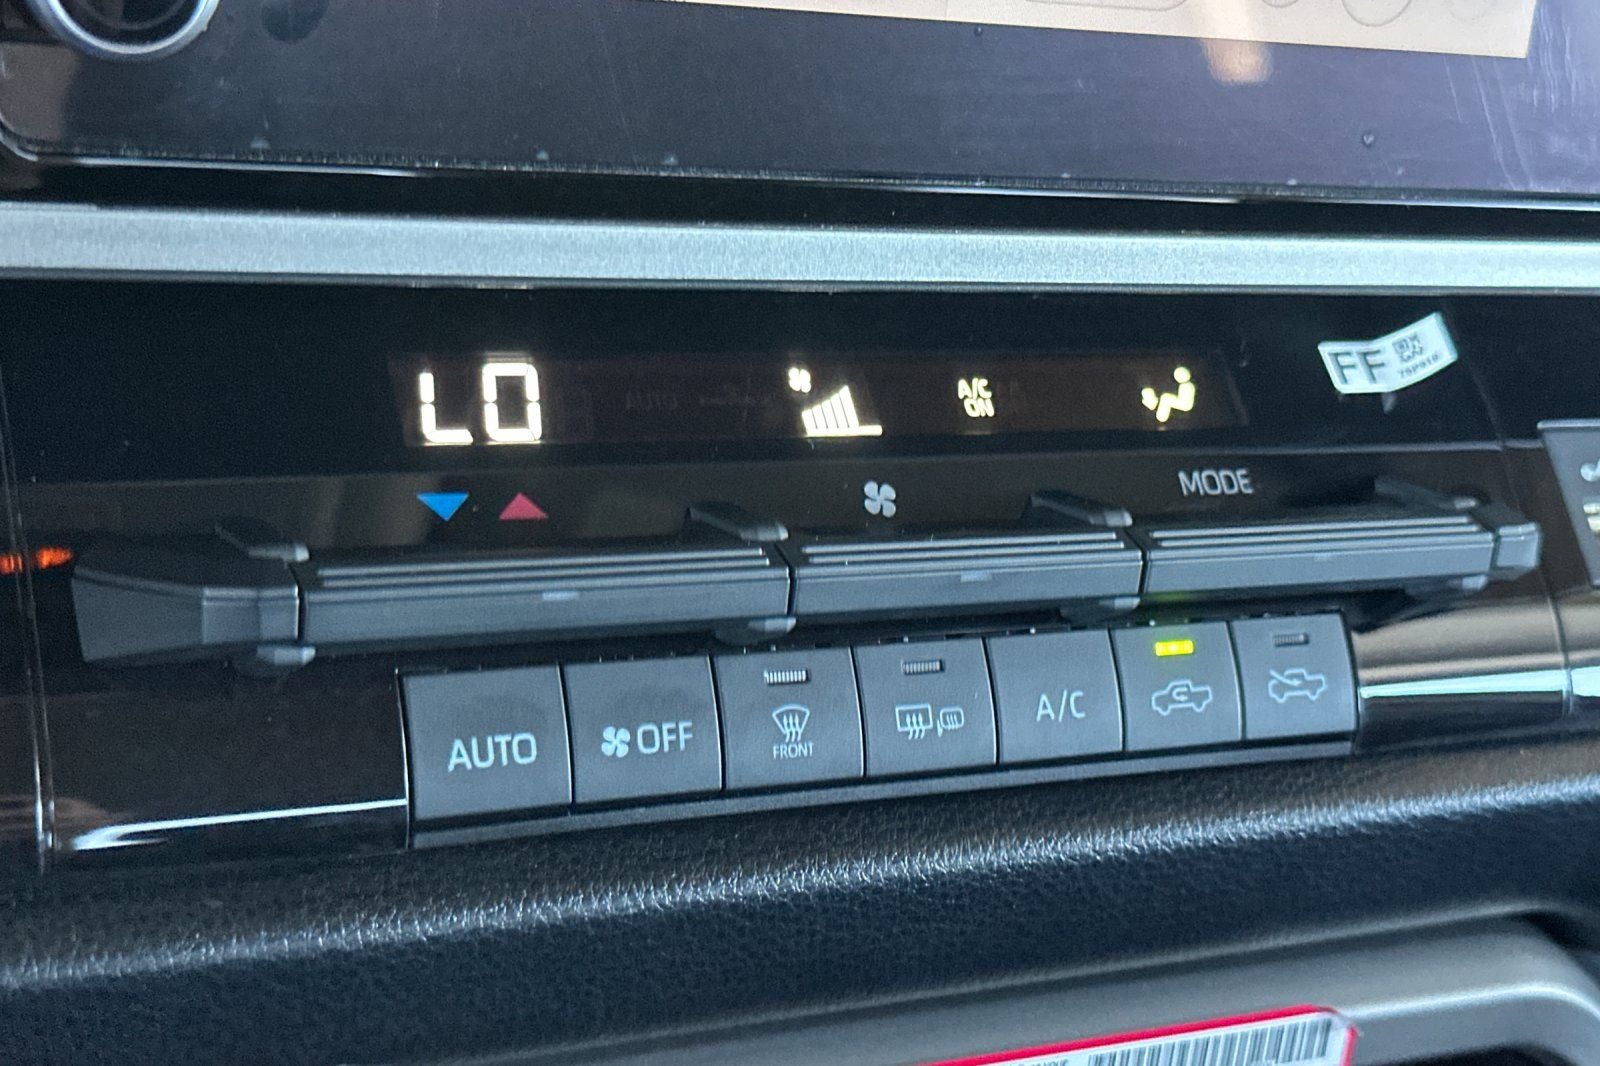 LO
A/C
ON
FF
MODE
AUTO
OFF
FRONT
A/C